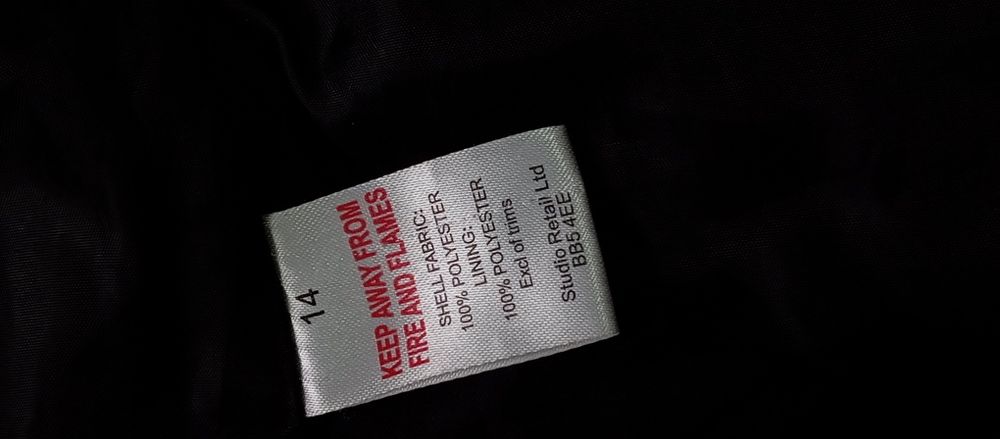 14
KEEP AWAY FROM
FIRE AND FLAMES
SHELL FABRIC:
100% POLYESTER
LINING:
100% POLYESTER
Excl of trims
Studio Retail Ltd
BB5 4EE